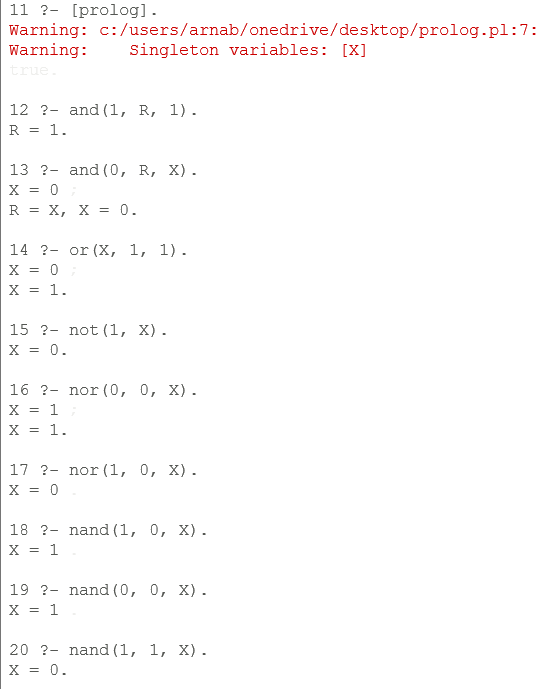 11 ?- [prolog].
Warning: c:/users/arnab/onedrive/desktop/prolog.pl:7:
Warning:    Singleton variables: [X]
true.
12 ?- and(1, R, 1).
R = 1.
13 ?- and(0, R, X).
X = 0 ;
R = X, X = 0.
14 ?- or(X, 1, 1).
X = 0 ;
X = 1.
15 ?- not(1, X).
X = 0.
16 ?- nor(0, 0, X).
X = 1 ;
X = 1.
17 ?- nor(1, 0, X).
X = 0 .
18 ?- nand(1, 0, X).
X = 1 .
19 ?- nand(0, 0, X).
X = 1 .
20 ?- nand(1, 1, X).
X = 0.